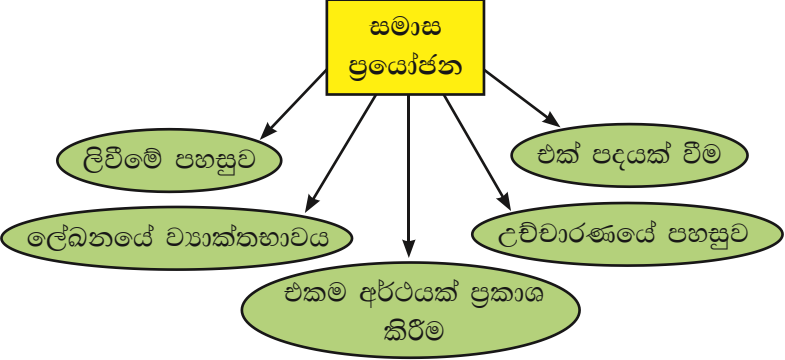 සමාස
ප්‍රයෝජන
ලිවීමේ පහසුව
එක් පදයක් වීම
ලේඛනයේ ව්‍යාක්තභාවය
උච්චාරණයේ පහසුව
එකම අර්ථයක් ප්‍රකාශ
කිරීම